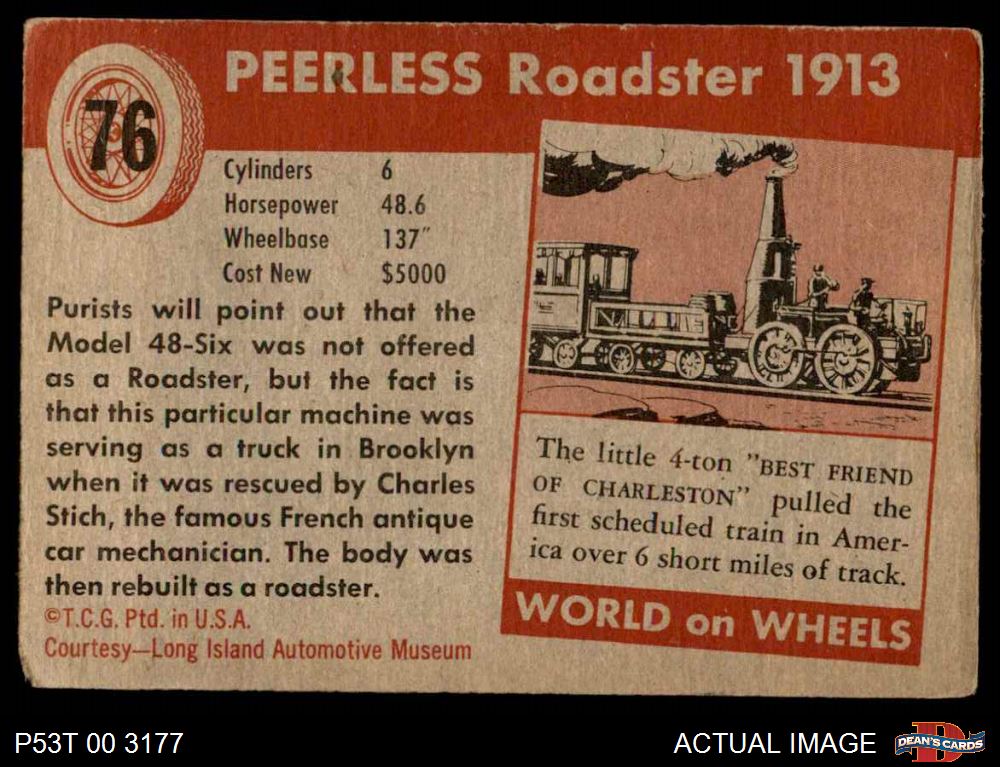 76
PEERLESS Roadster 1913
Cylinders 6
Horsepower 48.6
Wheelbase 137"
Cost New $5000
Purists will point out that the
Model 48-Six was not offered
as a Roadster, but the fact is
that this particular machine was
serving as a truck in Brooklyn
when it was rescued by Charles
Stich, the famous French antique
car mechanician. The body was
then rebuilt as a roadster.
©T.C.G. Ptd. in U.S.A.
Courtesy—Long Island Automotive Museum
The little 4-ton "BEST FRIEND
OF CHARLESTON" pulled the
first scheduled train in Amer-
ica over 6 short miles of track.
WORLD on WHEELS
P53T 00 3177
ACTUAL IMAGE
D
DEAN'S CARDS